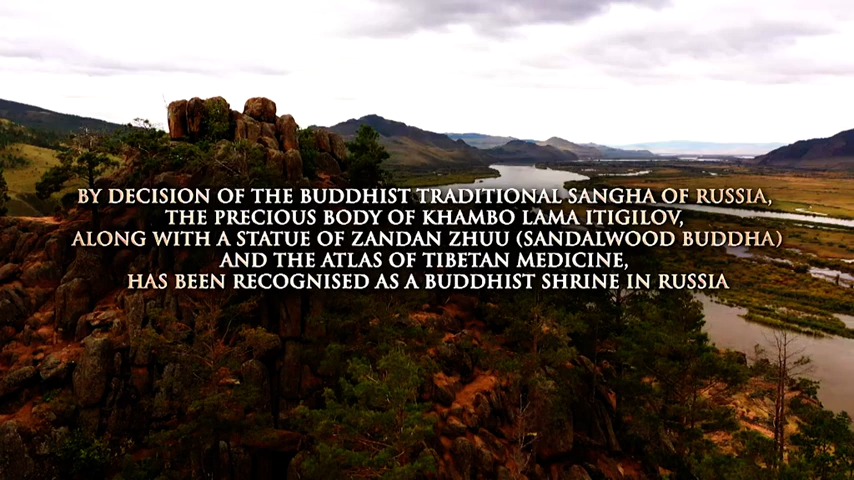 BY DECISION OF THE BUDDHIST TRADITIONAL SANGHA OF RUSSIA,
THE PRECIOUS BODY OF KHAMBO LAMA ITIGILOV,
ALONG WITH A STATUE OF ZANDAN ZHUU (SANDALWOOD BUDDHA)
AND THE ATLAS OF TIBETAN MEDICINE,
HAS BEEN RECOGNISED AS A BUDDHIST SHRINE IN RUSSIA